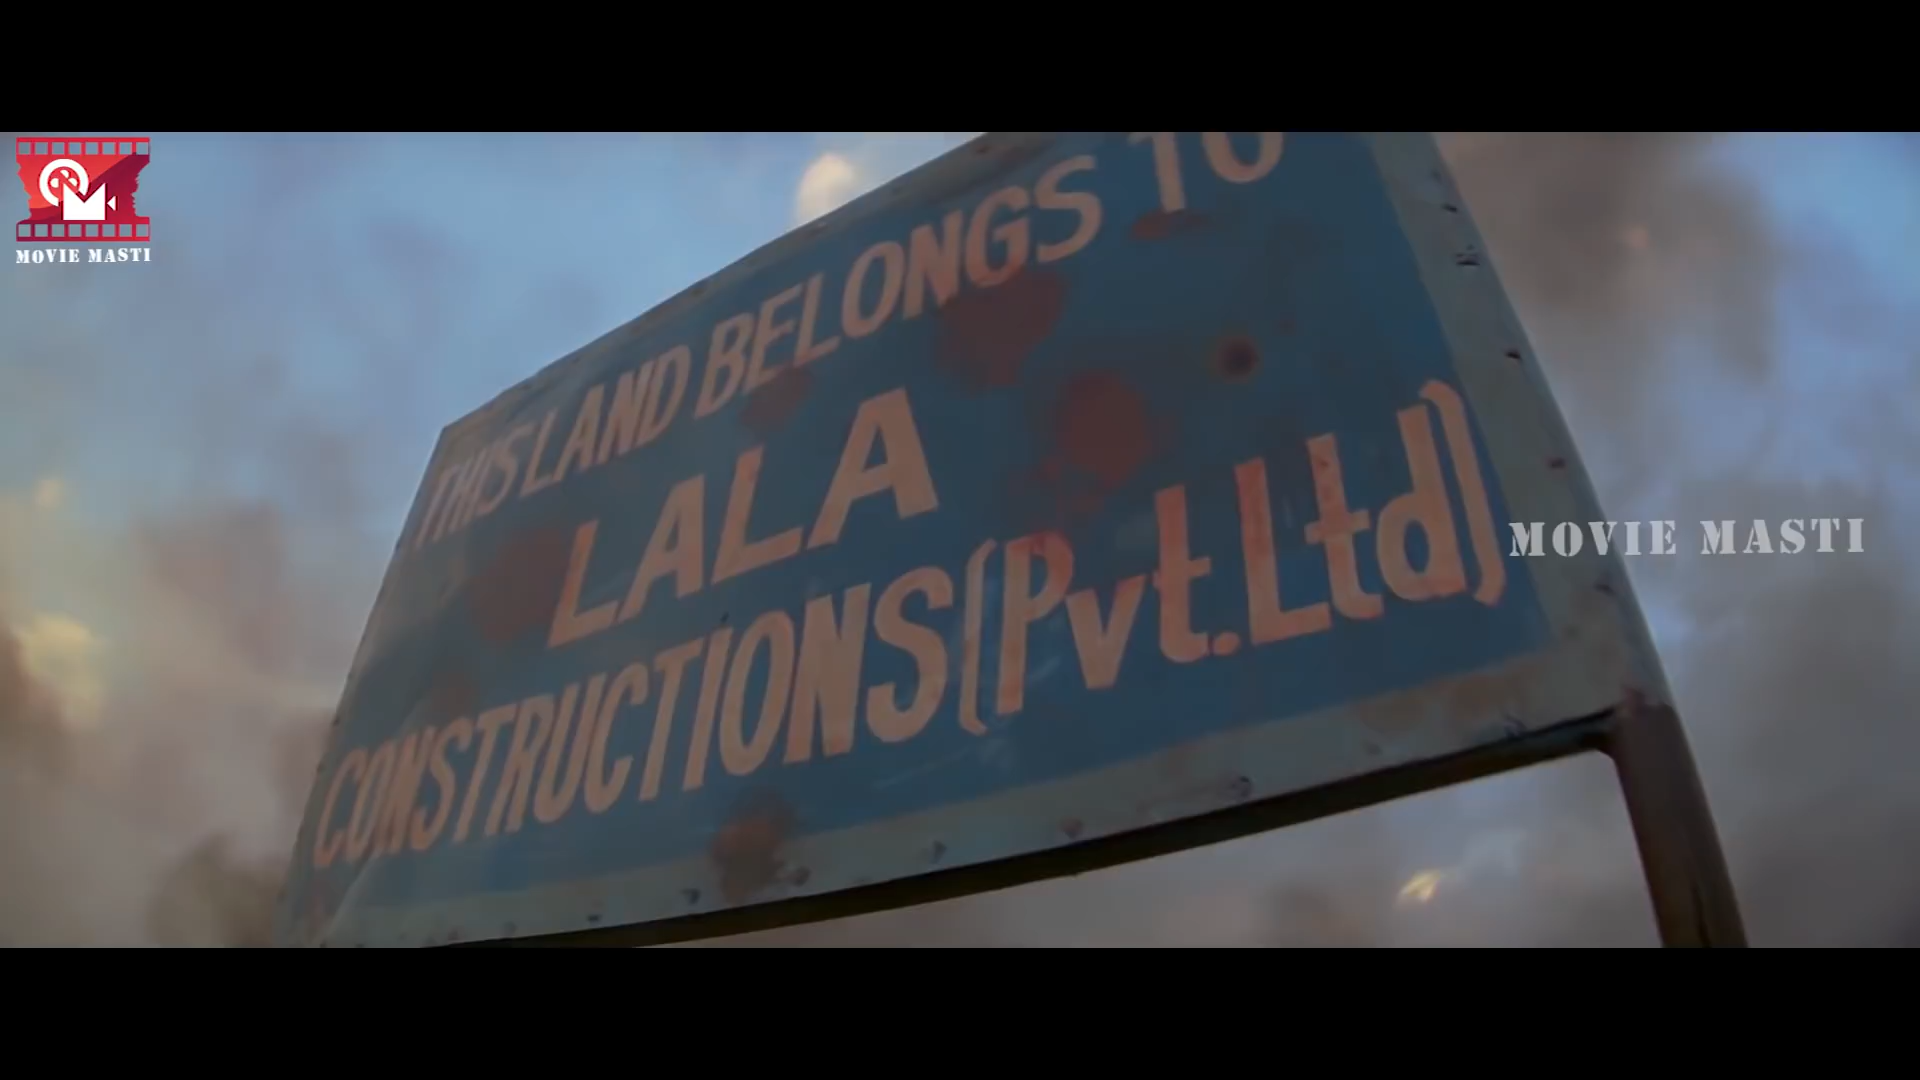 MOVIE MASTI
THIS LAND BELONGS TO
LALA
CONSTRUCTIONS (Pvt.Ltd)
MOVIE MASTI